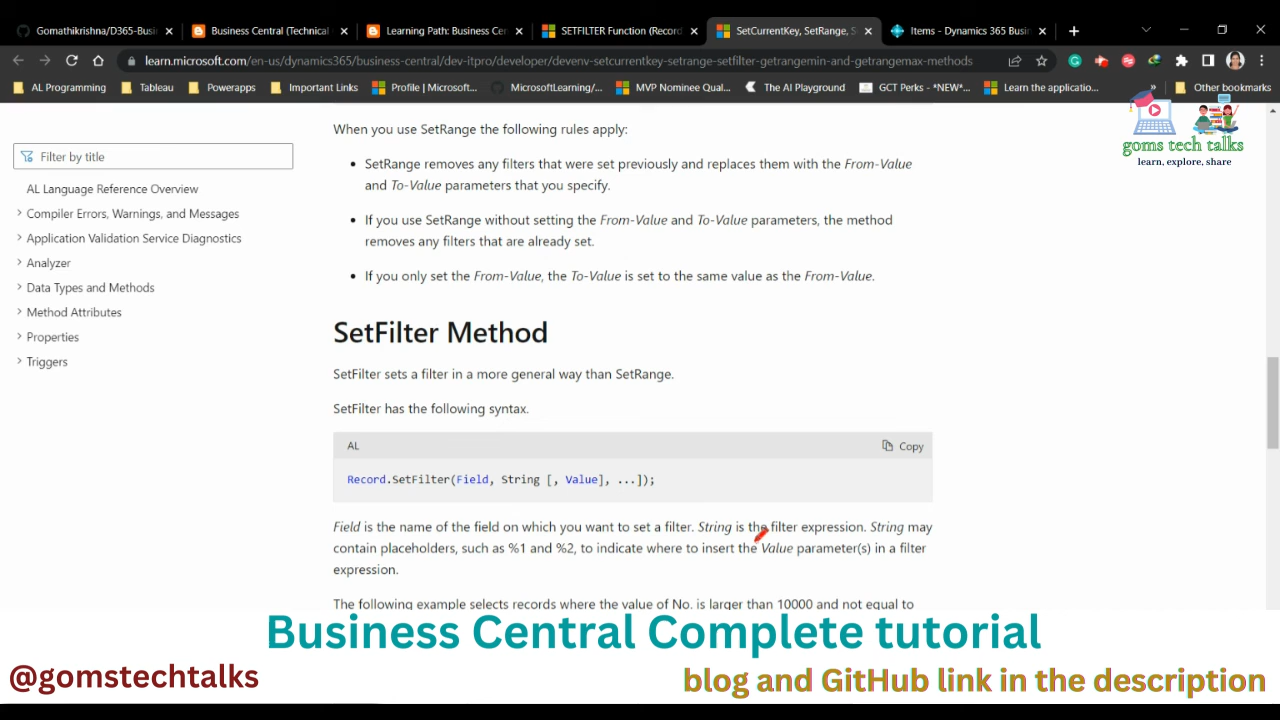 Gomathikrishna/D365-Busi
Business Central (Technical
Learning Path: Business Ce
SETFILTER Function (Record
SetCurrentKey, SetRange, S
Items - Dynamics 365 Busin
learn.microsoft.com/en-us/dynamics365/business-central/dev-itpro/developer/devenv-setcurrentkey-setrange-setfilter-getrangemin-and-getrangemax-methods
AL Programming
Tableau
Powerapps
Important Links
Profile | Microsoft...
MicrosoftLearning/...
MVP Nominee Qual...
The AI Playground
GCT Perks - *NEW*...
Learn the applicatio...
»
Other bookmarks
goms tech talks
learn, explore, share
Filter by title
AL Language Reference Overview
Compiler Errors, Warnings, and Messages
Application Validation Service Diagnostics
Analyzer
Data Types and Methods
Method Attributes
Properties
Triggers
When you use SetRange the following rules apply:
• SetRange removes any filters that were set previously and replaces them with the From-Value
and To-Value parameters that you specify.
• If you use SetRange without setting the From-Value and To-Value parameters, the method
removes any filters that are already set.
• If you only set the From-Value, the To-Value is set to the same value as the From-Value.
SetFilter Method
SetFilter sets a filter in a more general way than SetRange.
SetFilter has the following syntax.
AL
Copy
Record.SetFilter(Field, String [, Value], ...]);
Field is the name of the field on which you want to set a filter. String is the filter expression. String may
contain placeholders, such as %1 and %2, to indicate where to insert the Value parameter(s) in a filter
expression.
The following example selects records where the value of No. is larger than 10000 and not equal to
Business Central Complete tutorial
@gomstechtalks
blog and GitHub link in the description